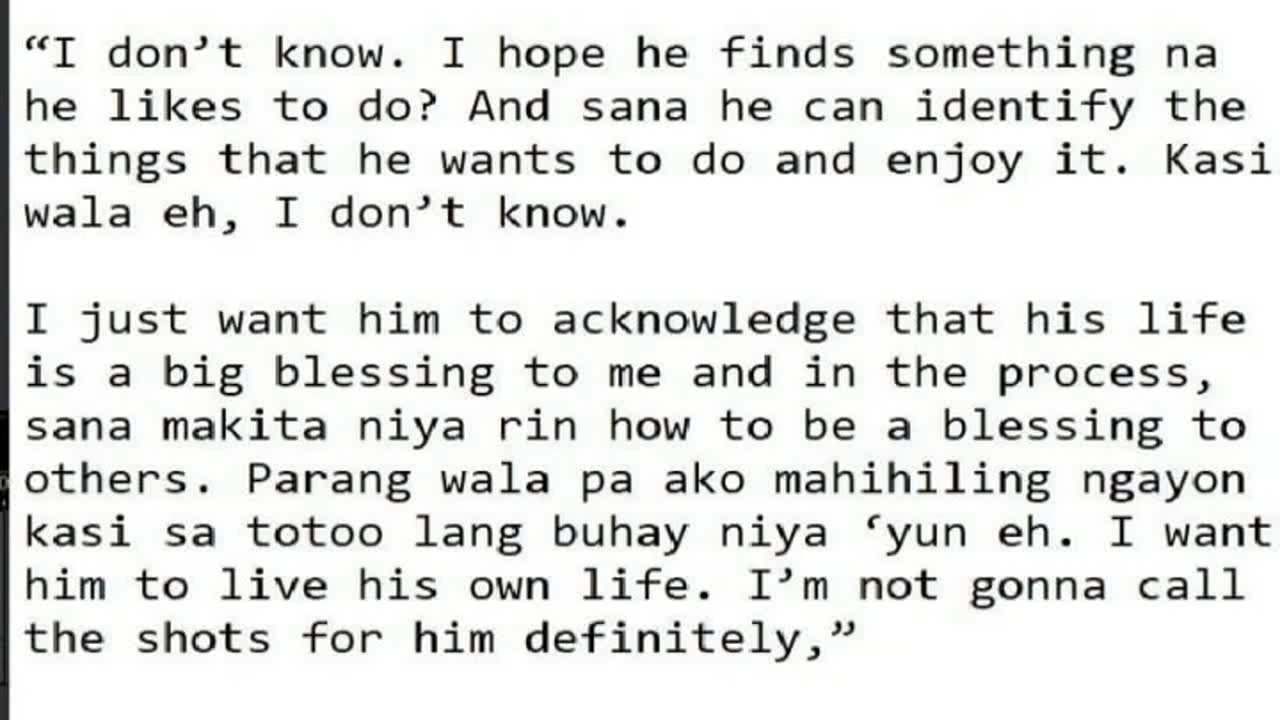 “I don’t know. I hope he finds something na
he likes to do? And sana he can identify the
things that he wants to do and enjoy it. Kasi
wala eh, I don’t know.
I just want him to acknowledge that his life
is a big blessing to me and in the process,
sana makita niya rin how to be a blessing to
others. Parang wala pa ako mahihiling ngayon
kasi sa totoo lang buhay niya ‘yun eh. I want
him to live his own life. I’m not gonna call
the shots for him definitely,”